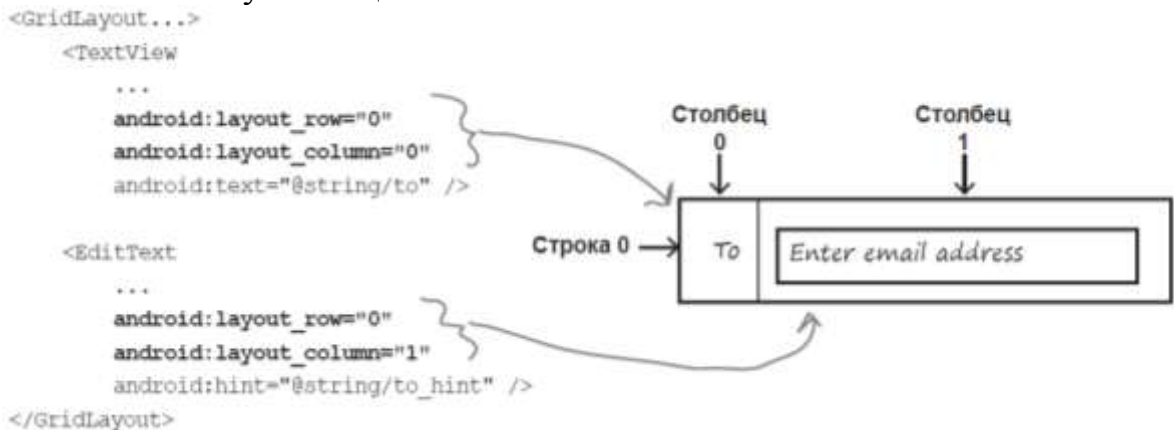 <GridLayout...>
<TextView
...
android:layout_row="0"
android:layout_column="0"
android:text="@string/to" />
<EditText
...
android:layout_row="0"
android:layout_column="1"
android:hint="@string/to_hint" />
</GridLayout>
Столбец
0
Столбец
1
Строка 0
To
Enter email address